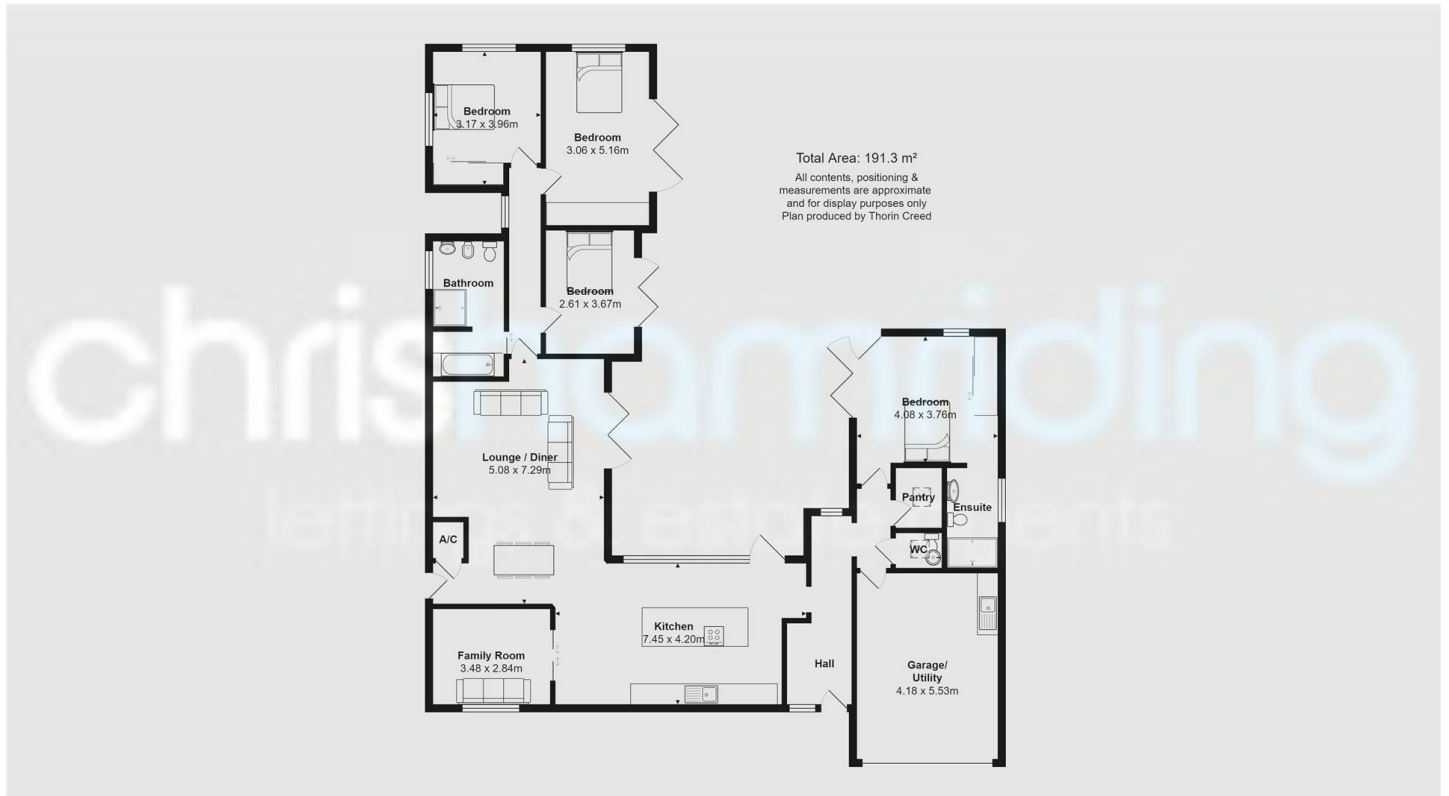 Bedroom
3.17 x 3.96m
Bedroom
3.06 x 5.16m
Total Area: 191.3 m²
All contents, positioning &
measurements are approximate
and for display purposes only
Plan produced by Thorin Creed
Bathroom
Bedroom
2.61 x 3.67m
chrishamriding
Bedroom
4.08 x 3.76m
Lounge / Diner
5.08 x 7.29m
Pantry
Ensuite
A/C
WC
Kitchen
7.45 x 4.20m
Family Room
3.48 x 2.84m
Hall
Garage/
Utility
4.18 x 5.53m